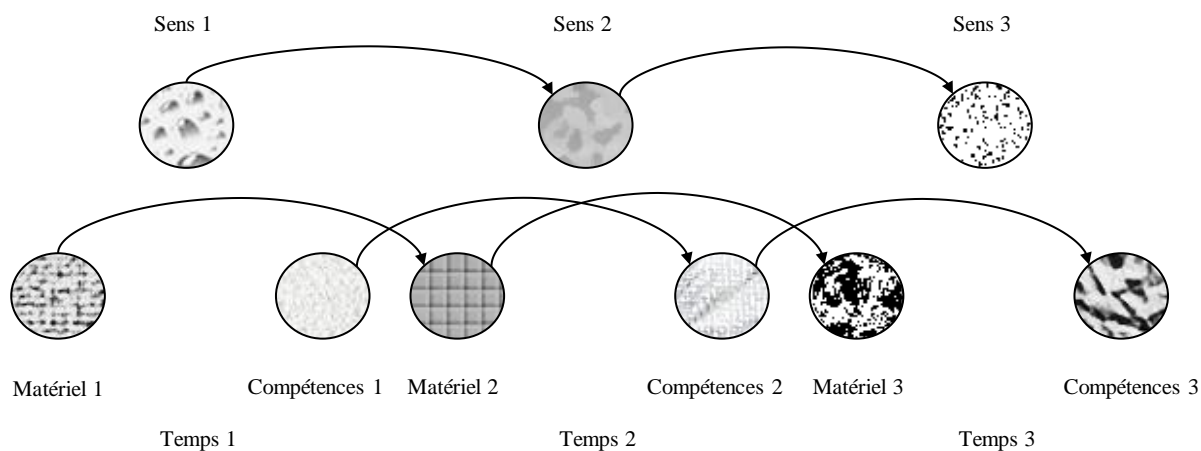 Sens 1 Sens 2 Sens 3
Matériel 1 Compétences 1 Matériel 2 Compétences 2 Matériel 3 Compétences 3
Temps 1 Temps 2 Temps 3